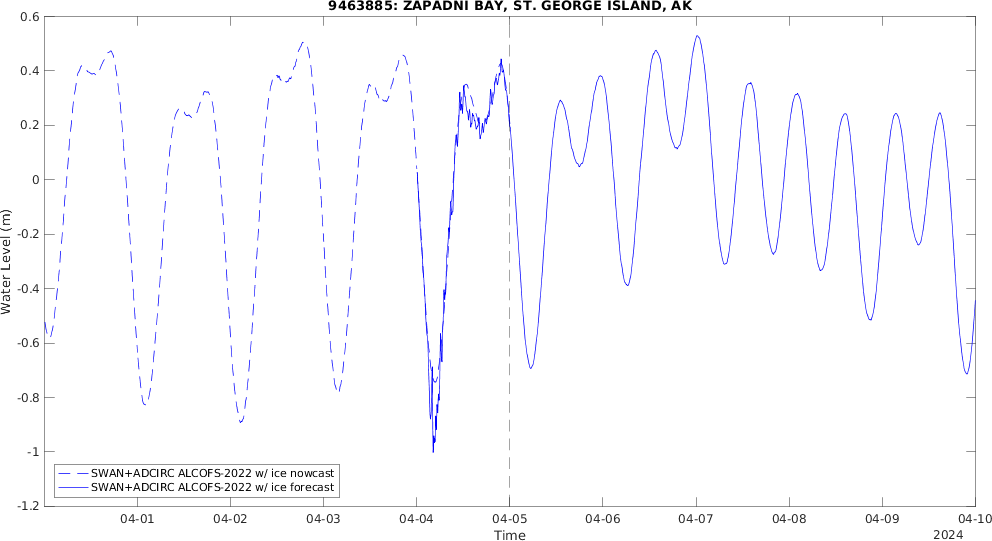 9463885: ZAPADNI BAY, ST. GEORGE ISLAND, AK
0.6
0.4
0.2
0
-0.2
-0.4
-0.6
-0.8
-1
-1.2
Water Level (m)
SWAN+ADCIRC ALCOFS-2022 w/ ice nowcast
SWAN+ADCIRC ALCOFS-2022 w/ ice forecast
04-01 04-02 04-03 04-04 04-05 04-06 04-07 04-08 04-09 04-10
Time
2024